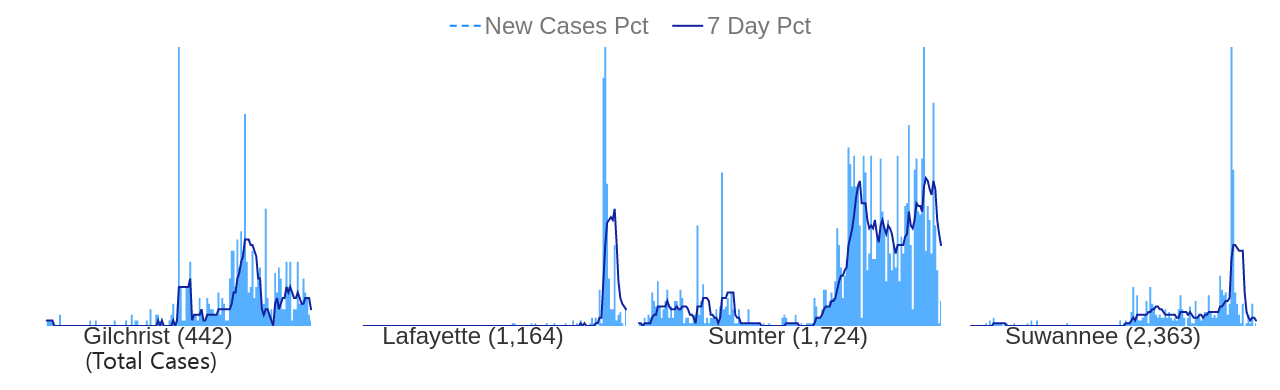 New Cases Pct 7 Day Pct
Gilchrist (442) Lafayette (1,164) Sumter (1,724) Suwannee (2,363)
(Total Cases)